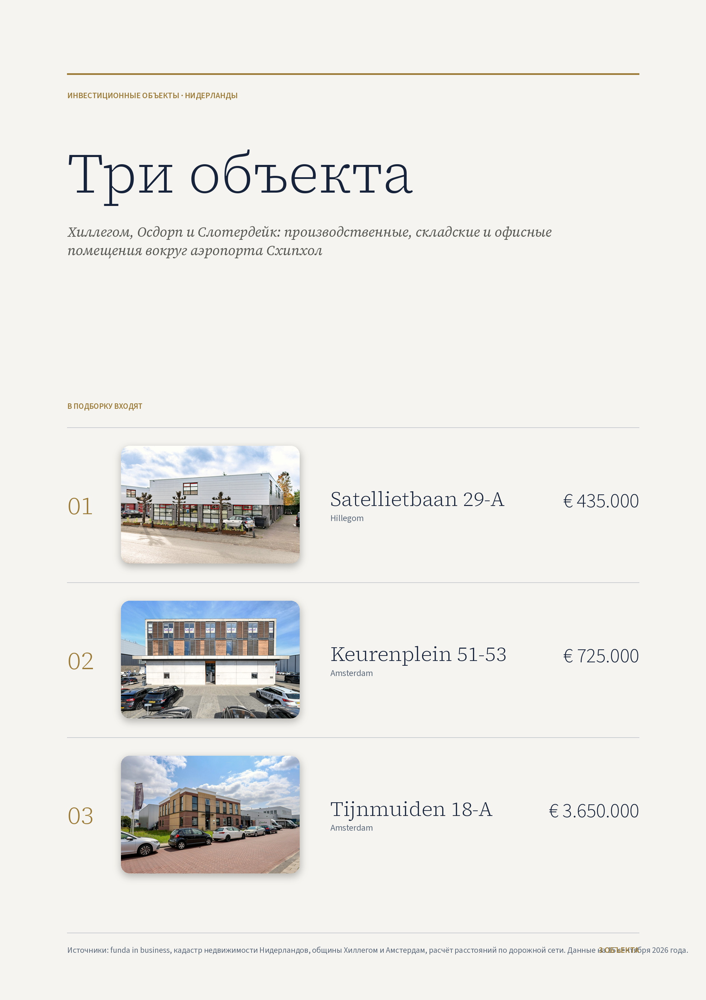 ИНВЕСТИЦИОННЫЕ ОБЪЕКТЫ · НИДЕРЛАНДЫ
Три объекта
Хиллегом, Осдорп и Слотердейк: производственные, складские и офисные
помещения вокруг аэропорта Схипхол
В ПОДБОРКУ ВХОДЯТ
01
Satellietbaan 29-A
Hillegom
€ 435.000
02
Keurenplein 51-53
Amsterdam
€ 725.000
03
Tijnmuiden 18-A
Amsterdam
€ 3.650.000
Источники: funda in business, кадастр недвижимости Нидерландов, общины Хиллегом и Амстердам, расчёт расстояний по дорожной сети. Данные на 15 сентября 2026 года.
3 ОБЪЕКТА